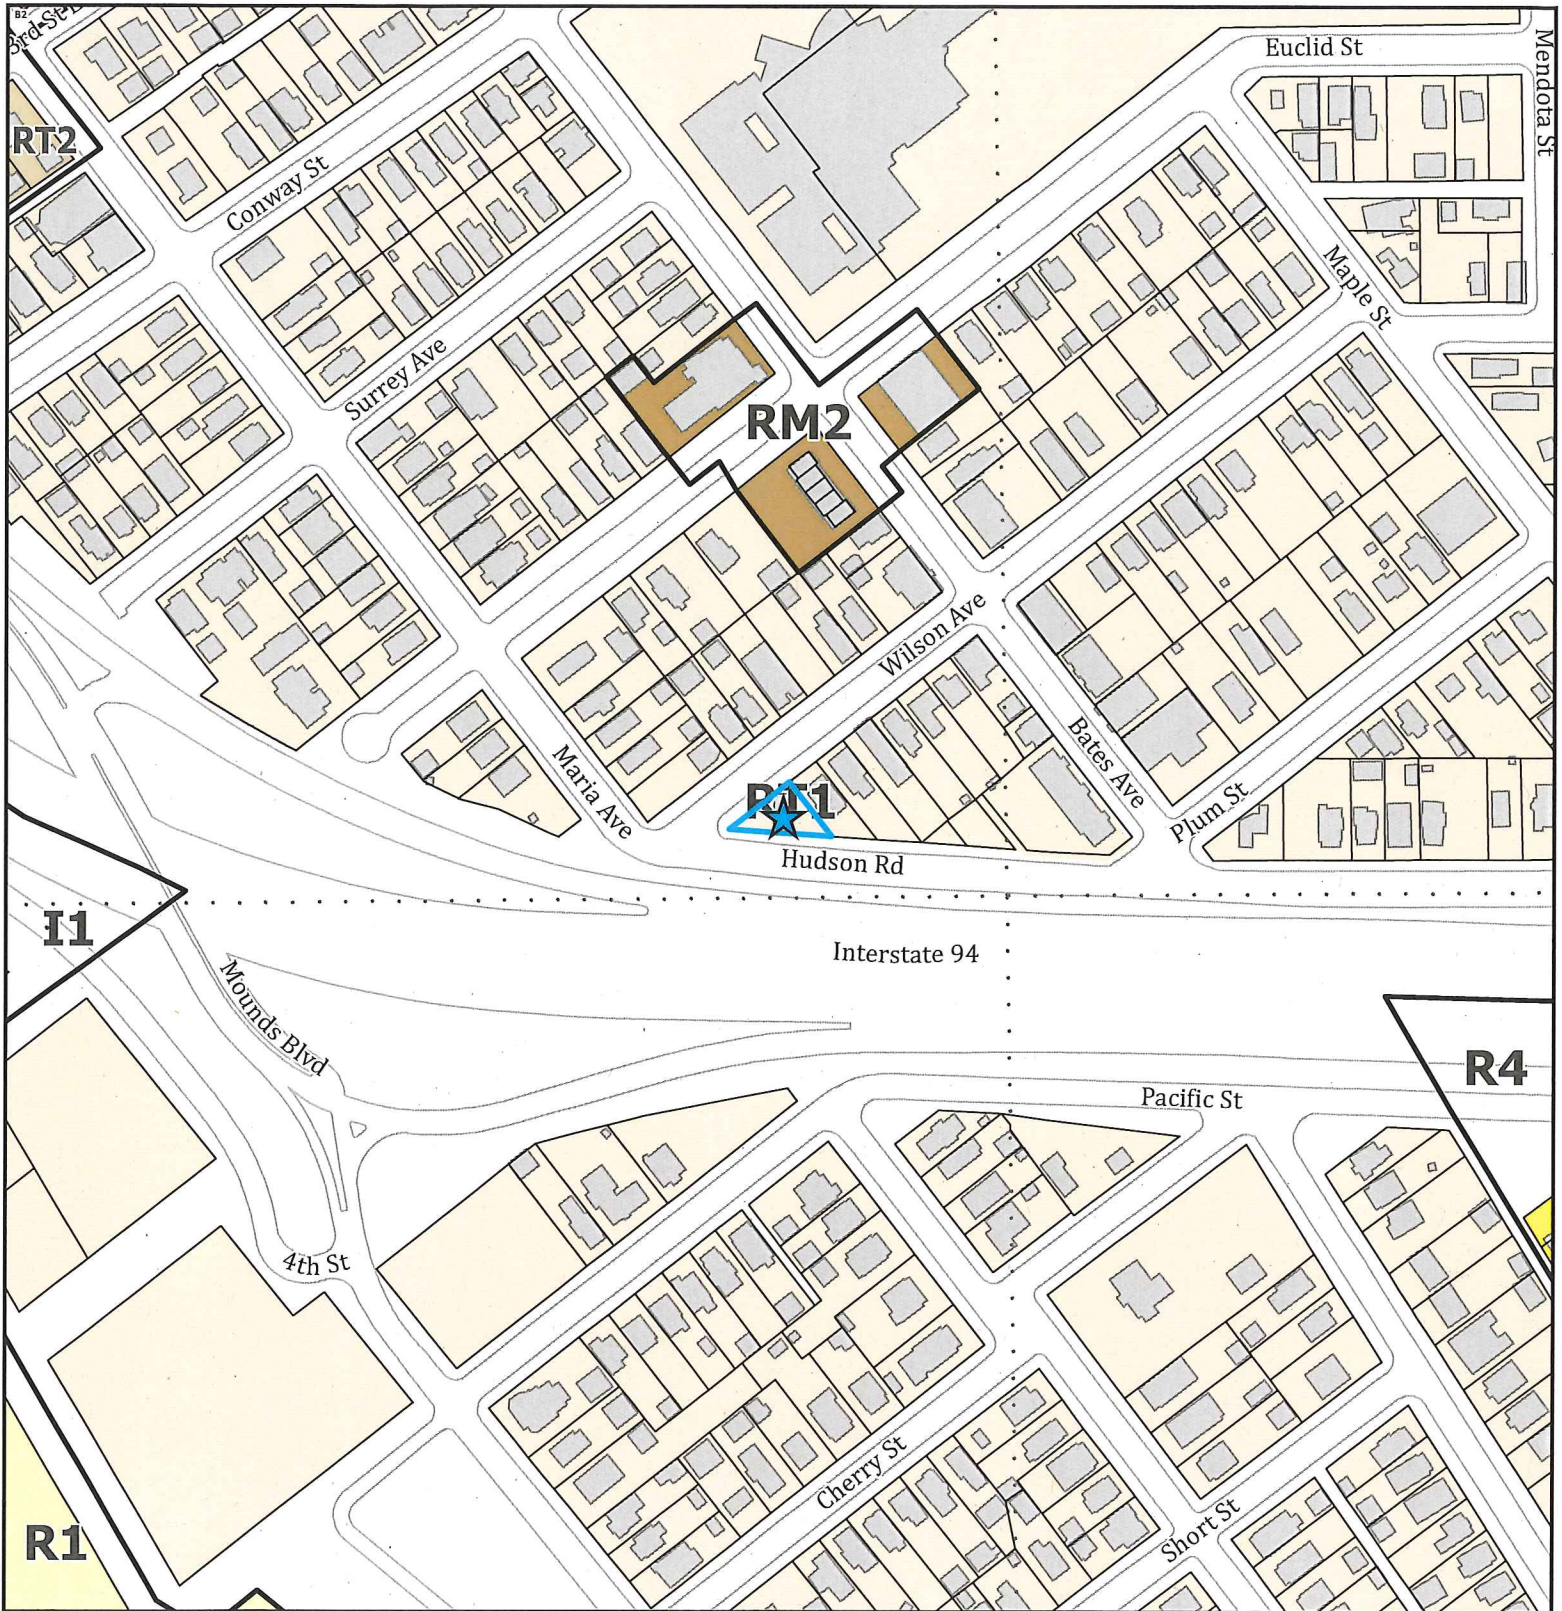 B2
3rd St E
Euclid St
Mendota St
RT2
Conway St
Maple St
Surrey Ave
RM2
Wilson Ave
Bates Ave
Maria Ave
RT1
Plum St
Hudson Rd
I1
Interstate 94
Mounds Blvd
R4
Pacific St
4th St
Cherry St
Short St
R1